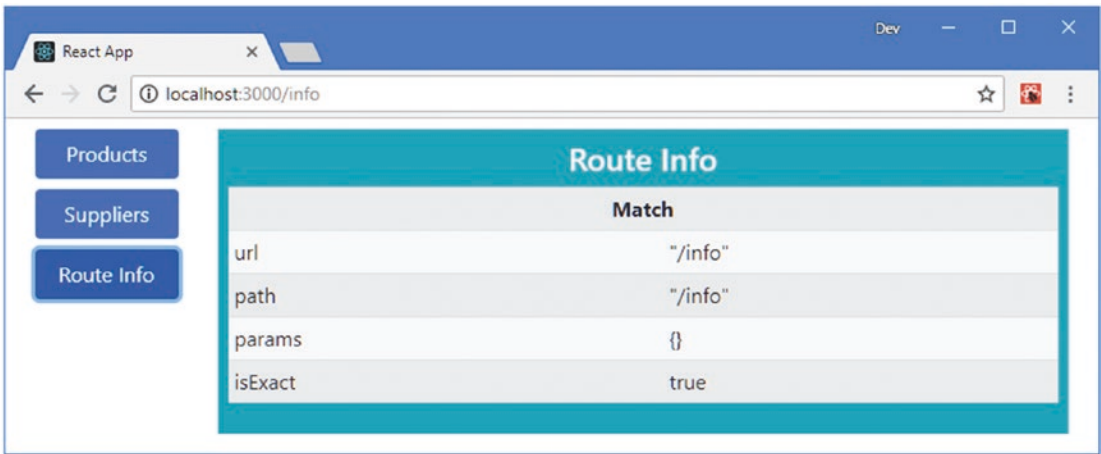 Dev
React App
localhost:3000/info
Products
Suppliers
Route Info
Route Info
Match
url "/info"
path "/info"
params {}
isExact true